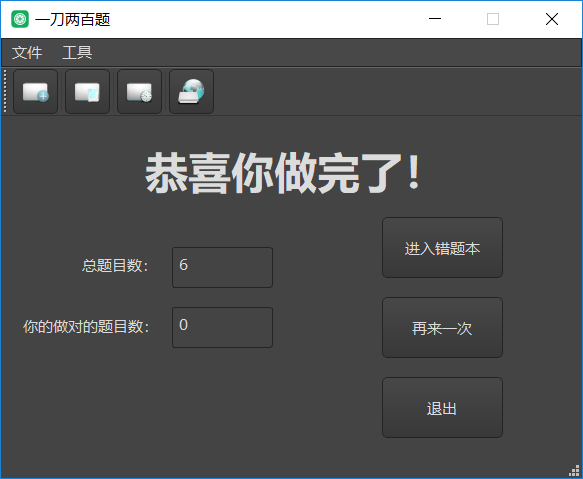 一刀两百题
文件 工具
恭喜你做完了！
总题目数： 6
你的做对的题目数： 0
进入错题本
再来一次
退出